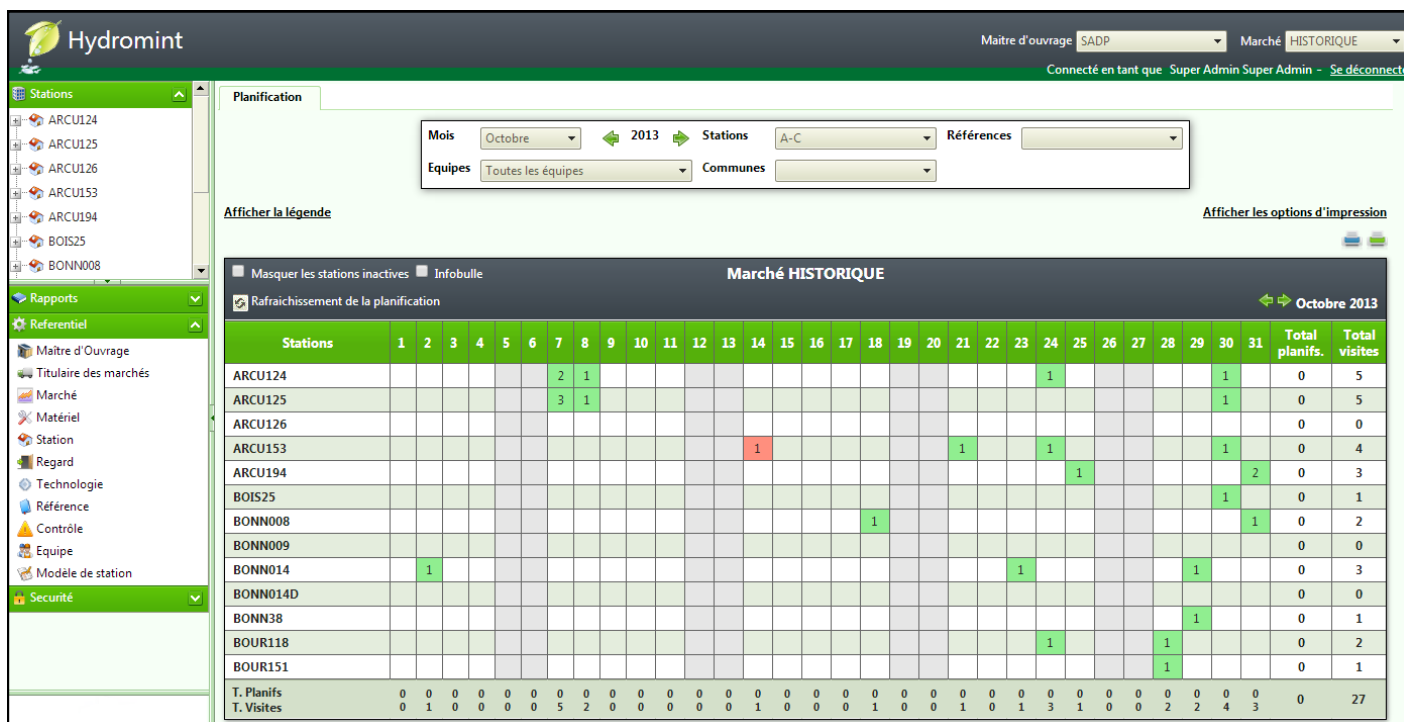 Hydromint
Maitre d'ouvrage SADP Marché HISTORIQUE
Connecté en tant que Super Admin Super Admin - Se déconnecte
Stations
ARCU124
ARCU125
ARCU126
ARCU153
ARCU194
BOIS25
BONN008
Rapports
Referentiel
Maître d'Ouvrage
Titulaire des marchés
Marché
Matériel
Station
Regard
Technologie
Référence
Contrôle
Equipe
Modèle de station
Securité
Planification
Mois Octobre 2013 Stations A-C Références
Equipes Toutes les équipes Communes
Afficher la légende
Afficher les options d'impression
Masquer les stations inactives Infobulle Marché HISTORIQUE
Rafraichissement de la planification Octobre 2013
Stations 1 2 3 4 5 6 7 8 9 10 11 12 13 14 15 16 17 18 19 20 21 22 23 24 25 26 27 28 29 30 31 Total planifs. Total visites
ARCU124 2 1 1 1 0 5
ARCU125 3 1 1 0 5
ARCU126 0 0
ARCU153 1 1 1 1 0 4
ARCU194 1 2 0 3
BOIS25 1 0 1
BONN008 1 1 0 2
BONN009 0 0
BONN014 1 1 1 0 3
BONN014D 0 0
BONN38 1 0 1
BOUR118 1 1 0 2
BOUR151 1 0 1
T. Planifs 0 0 0 0 0 0 0 0 0 0 0 0 0 0 0 0 0 0 0 0 0 0 0 0 0 0 0 0 0 0 0 0
T. Visites 0 1 0 0 0 0 5 2 0 0 0 0 0 1 0 0 0 1 0 0 1 0 1 3 1 0 0 2 2 4 3 27